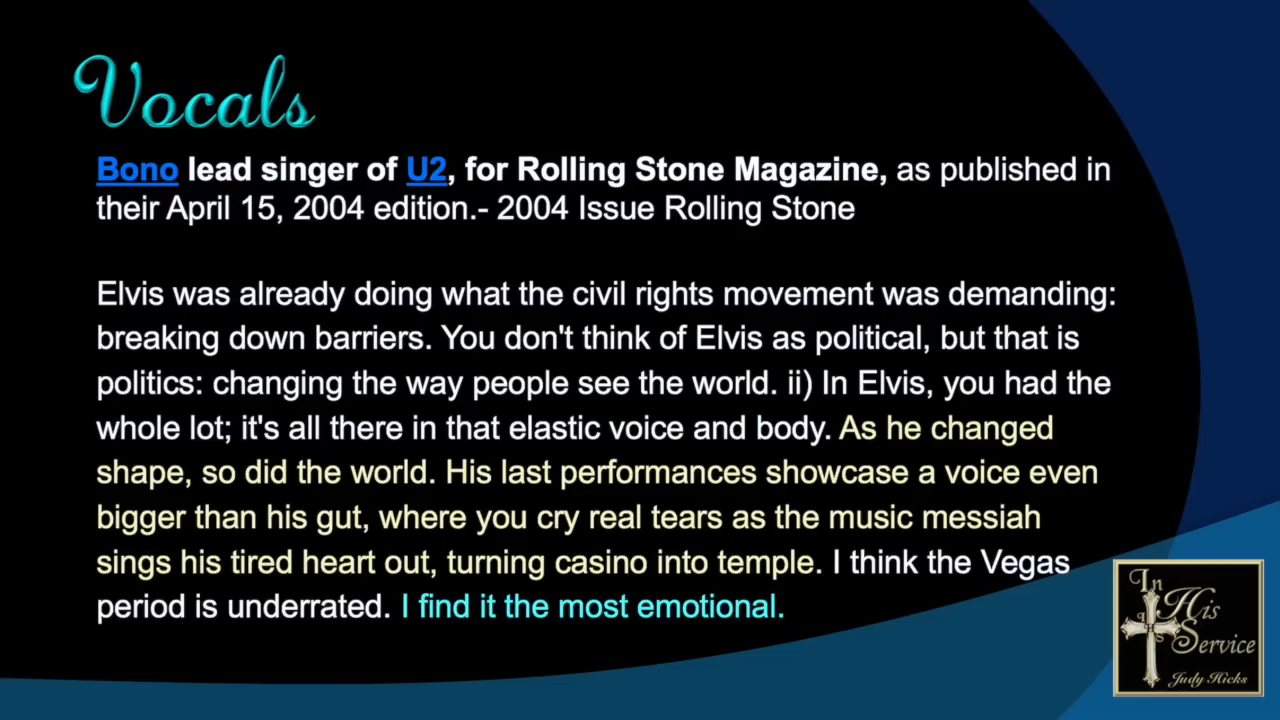 Vocals
Bono lead singer of U2, for Rolling Stone Magazine, as published in
their April 15, 2004 edition.- 2004 Issue Rolling Stone
Elvis was already doing what the civil rights movement was demanding:
breaking down barriers. You don't think of Elvis as political, but that is
politics: changing the way people see the world. ii) In Elvis, you had the
whole lot; it's all there in that elastic voice and body. As he changed
shape, so did the world. His last performances showcase a voice even
bigger than his gut, where you cry real tears as the music messiah
sings his tired heart out, turning casino into temple. I think the Vegas
period is underrated. I find it the most emotional.
In
His
Service
Judy Hicks